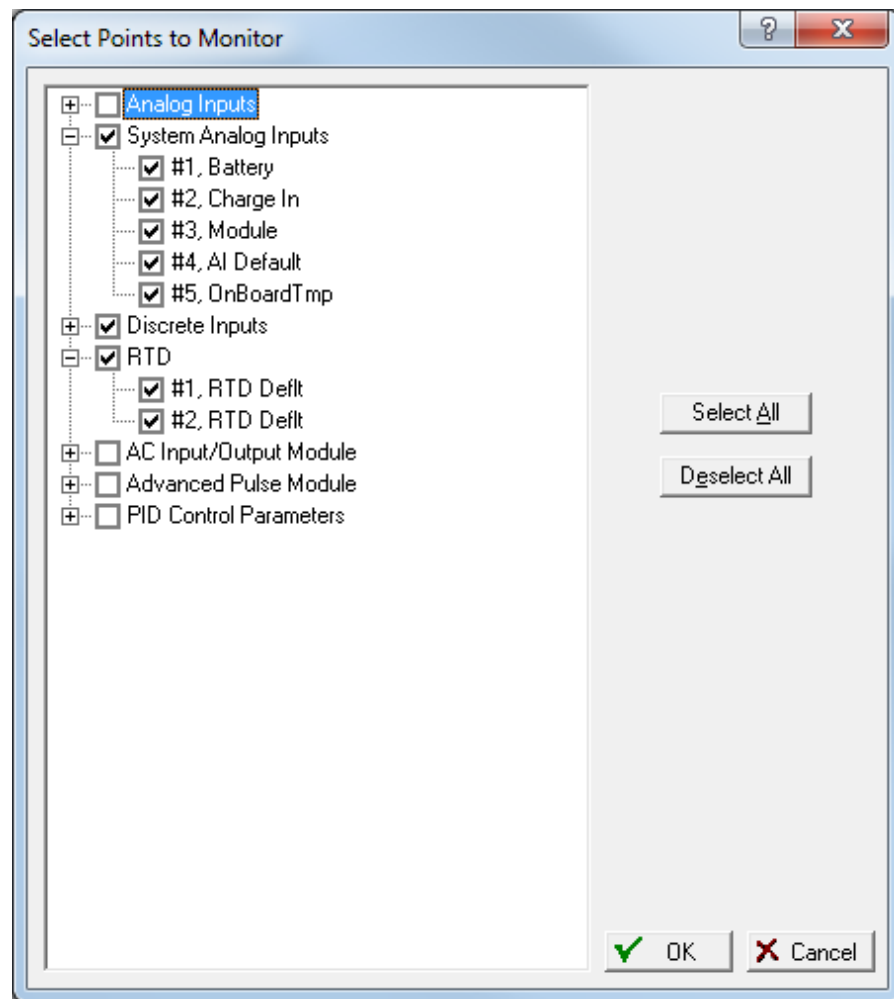 Select Points to Monitor
Analog Inputs
System Analog Inputs
#1, Battery
#2, Charge In
#3, Module
#4, AI Default
#5, OnBoardTmp
Discrete Inputs
RTD
#1, RTD Deflt
#2, RTD Deflt
AC Input/Output Module
Advanced Pulse Module
PID Control Parameters
Select All
Deselect All
OK
Cancel